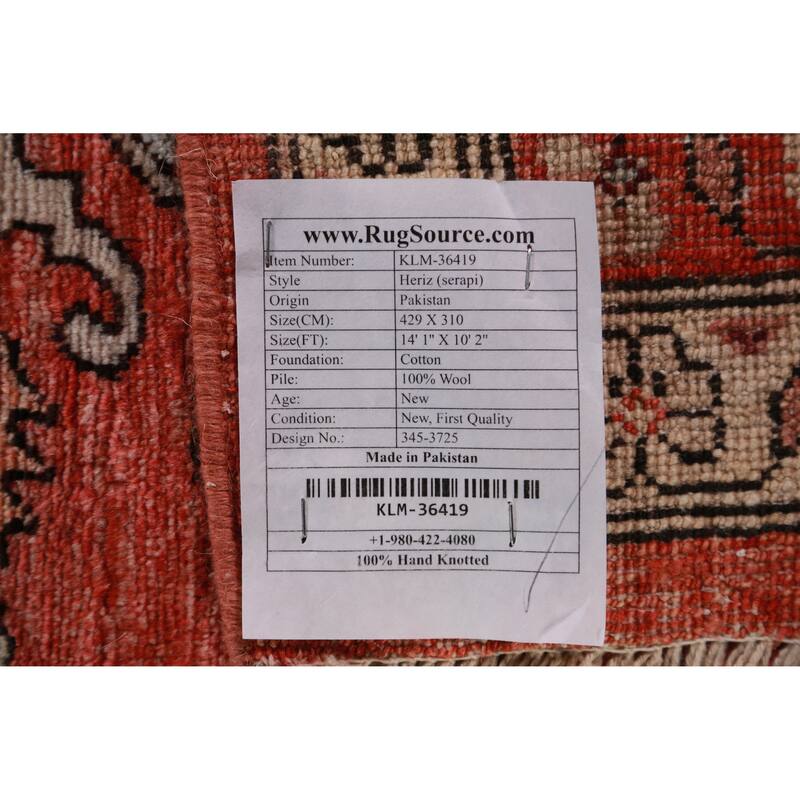 www.RugSource.com
Item Number: KLM-36419
Style Heriz (serapi)
Origin Pakistan
Size(CM): 429 X 310
Size(FT): 14' 1" X 10' 2"
Foundation: Cotton
Pile: 100% Wool
Age: New
Condition: New, First Quality
Design No.: 345-3725
Made in Pakistan
KLM-36419
+1-980-422-4080
100% Hand Knotted